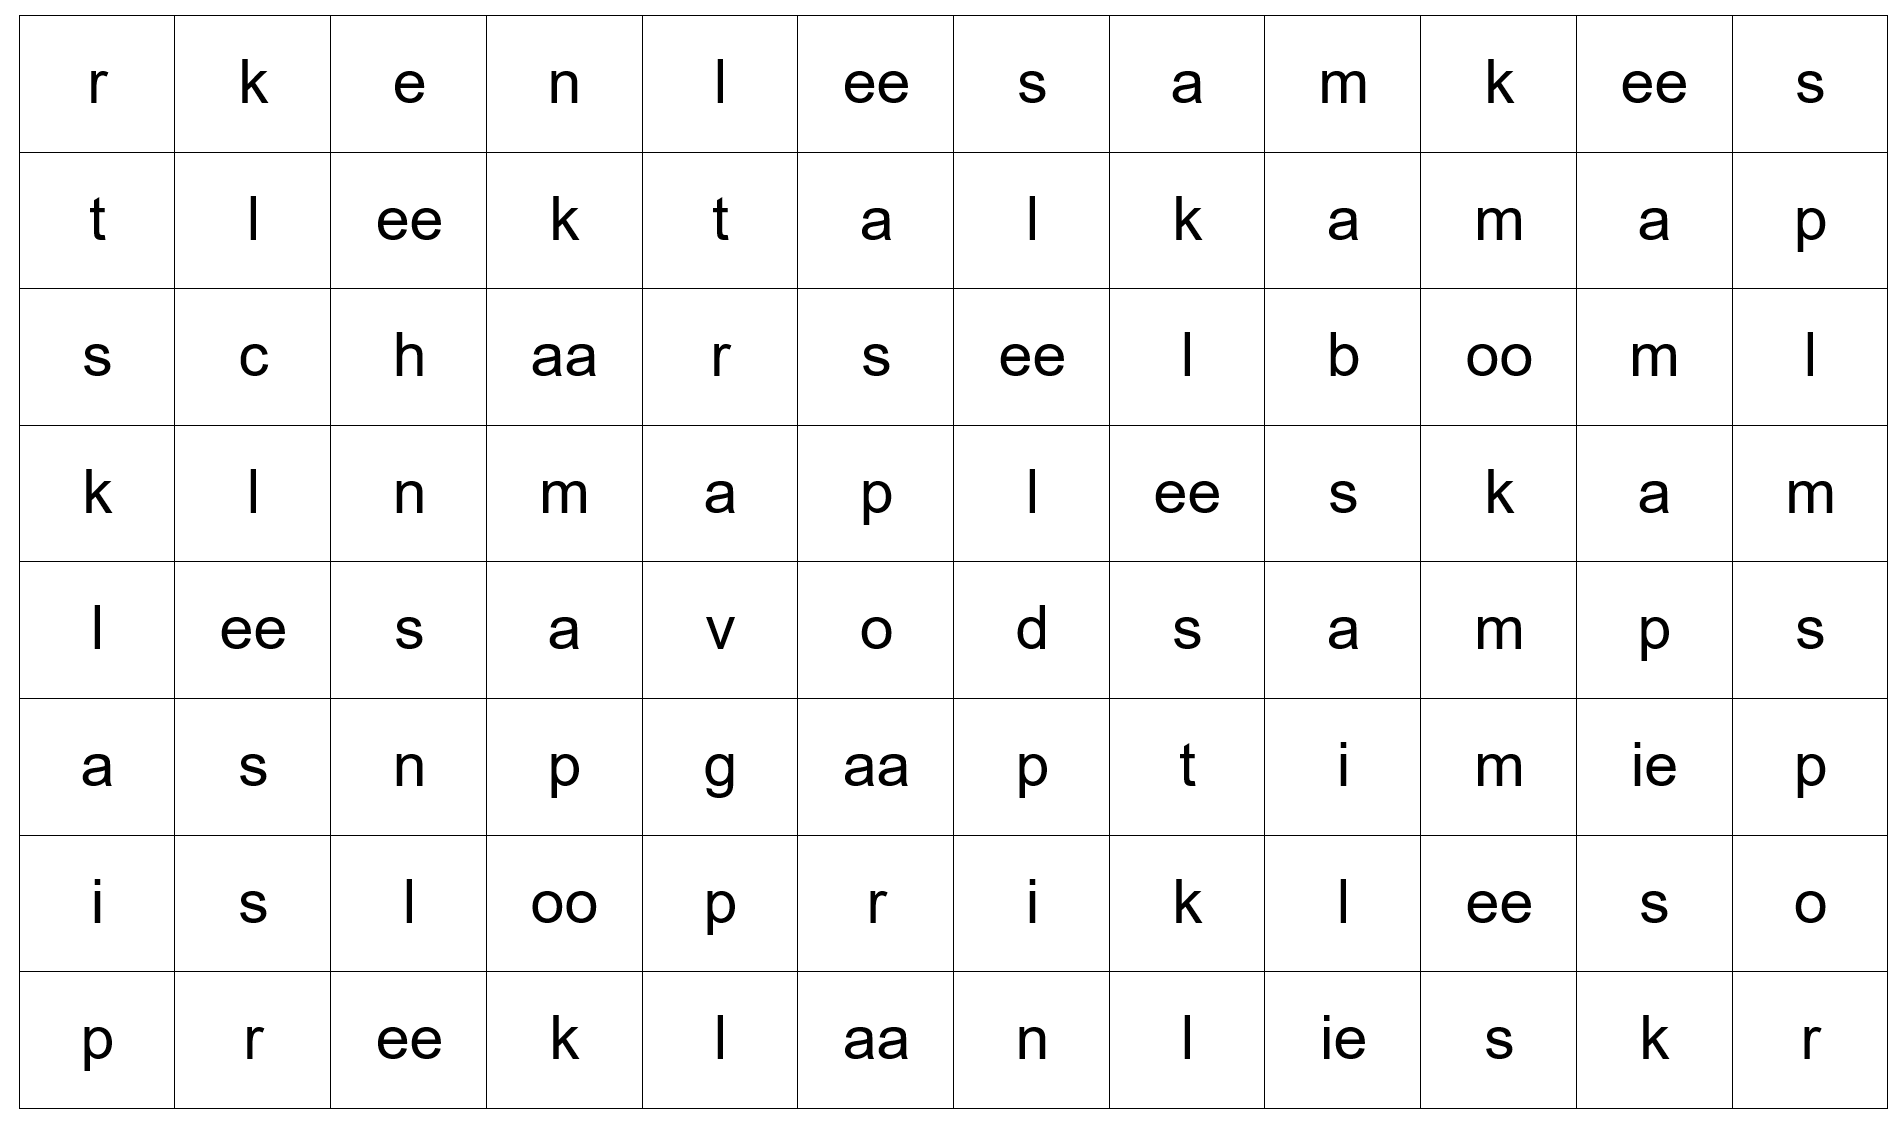 r k e n l ee s a m k ee s
t l ee k t a l k a m a p
s c h aa r s ee l b oo m l
k l n m a p l ee s k a m
l ee s a v o d s a m p s
a s n p g aa p t i m ie p
i s l oo p r i k l ee s o
p r ee k l aa n l ie s k r